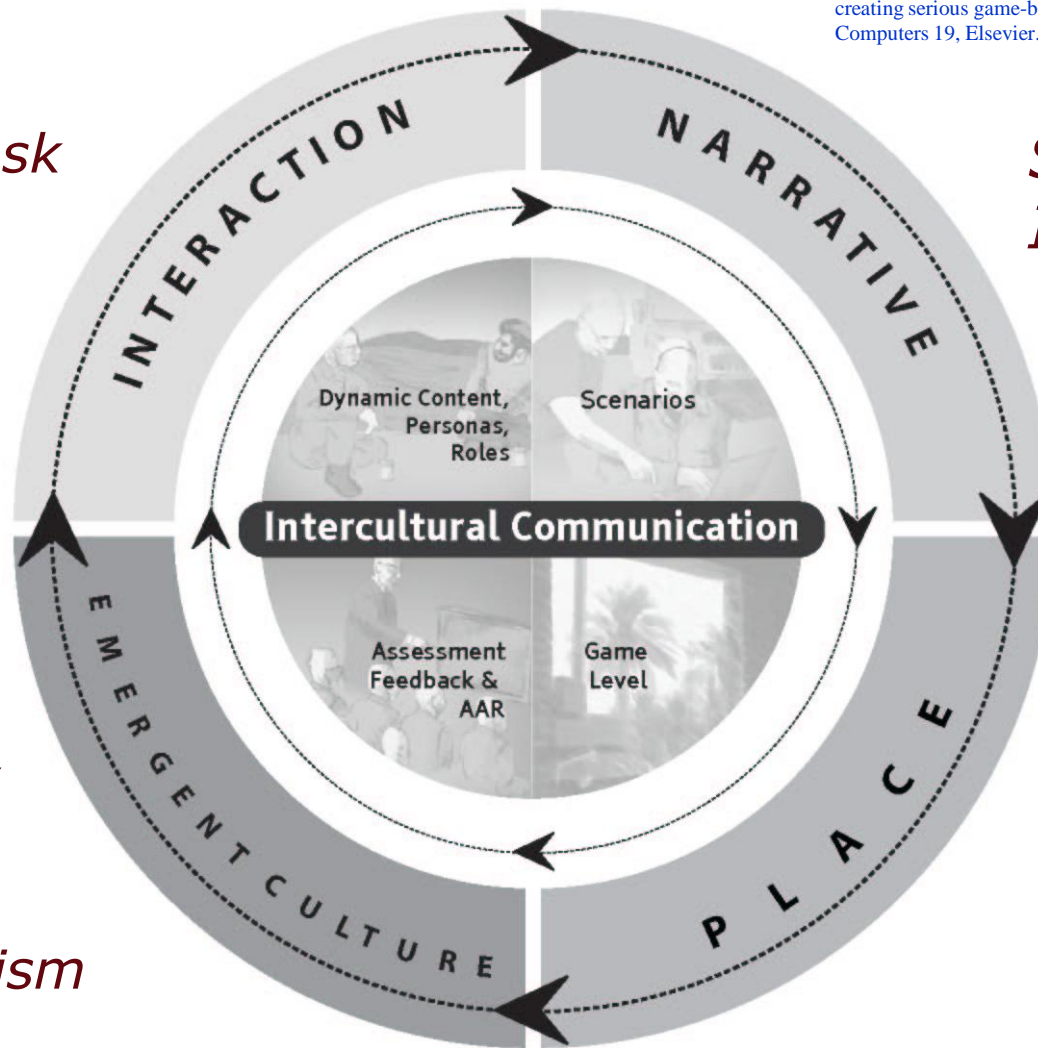 creating serious game-b
Computers 19, Elsevier.
sk
INTERACTION
NARRATIVE
Dynamic Content,
Personas,
Roles
Scenarios
Intercultural Communication
Assessment
Feedback &
AAR
Game
Level
EMERGENT CULTURE
PLACE
ism